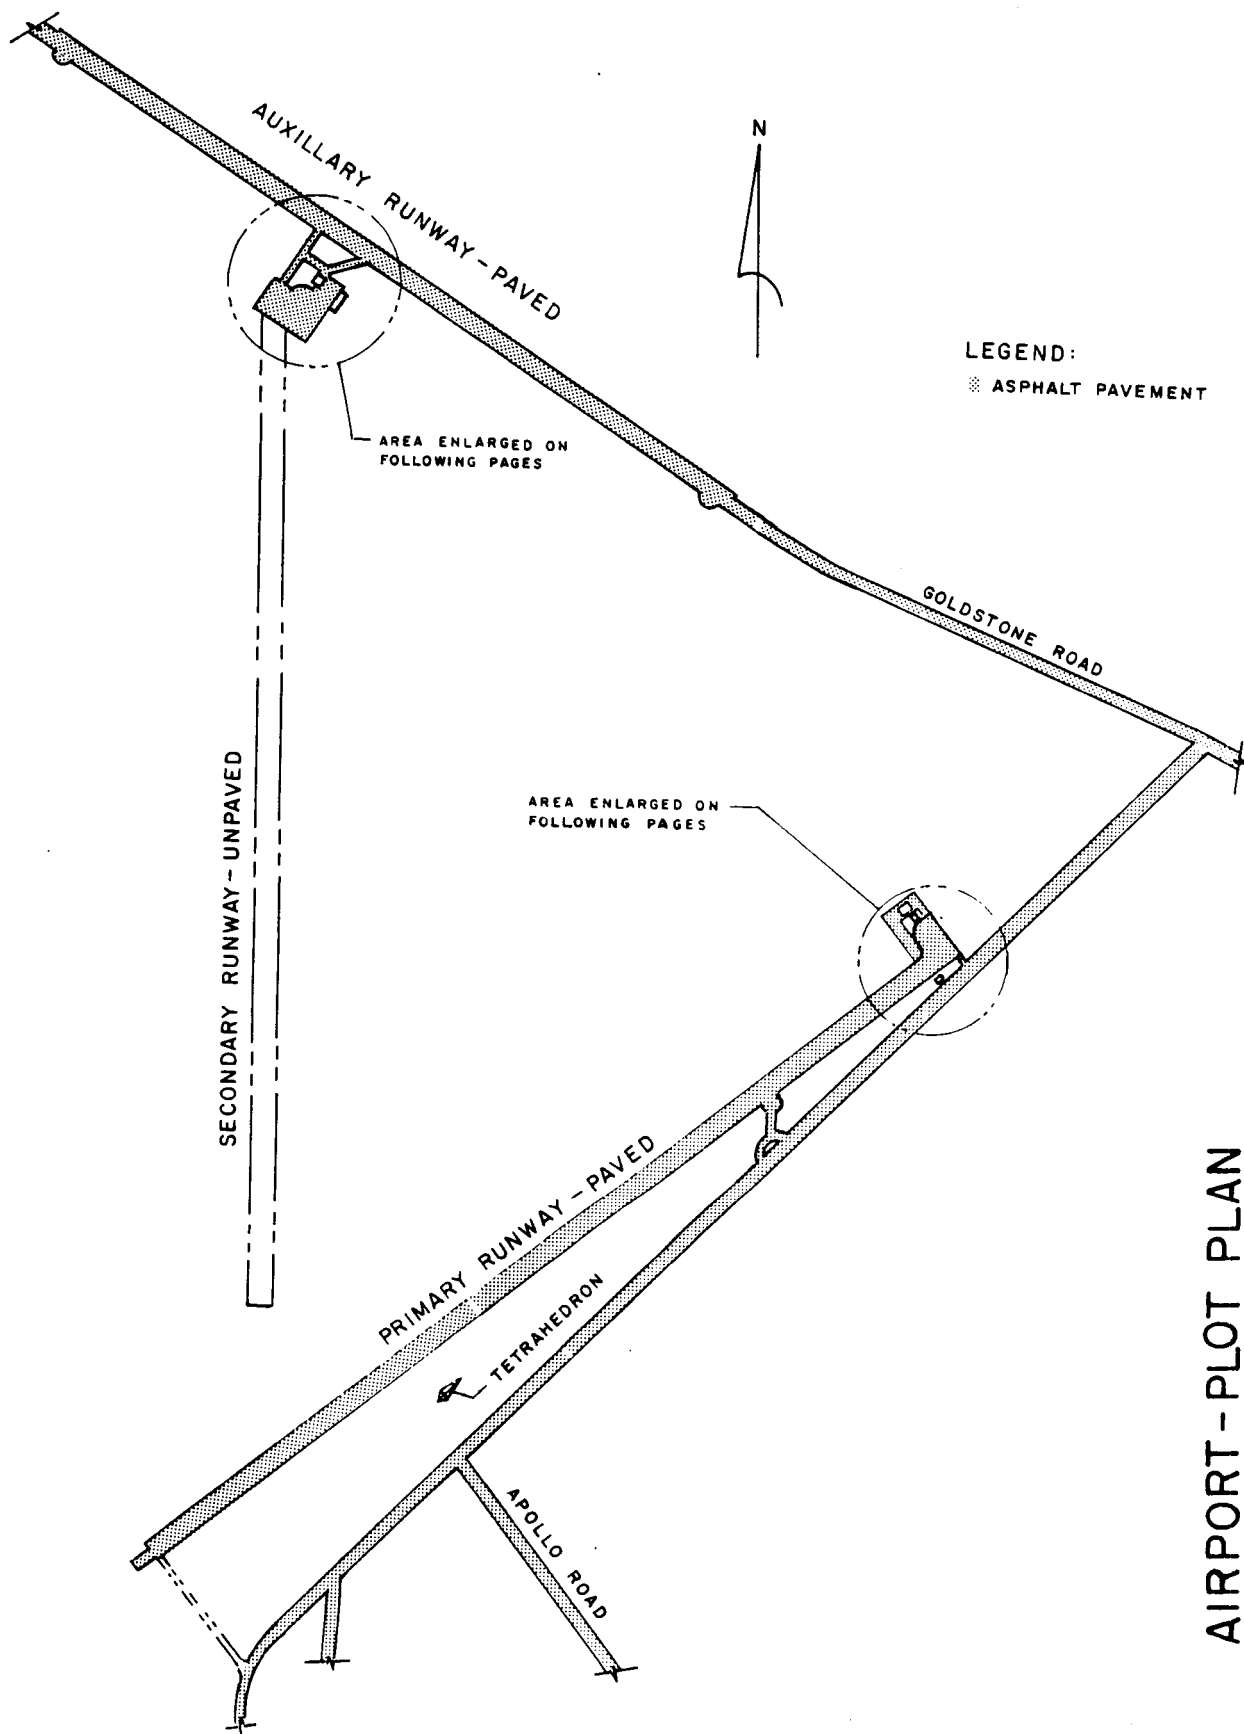 AUXILLARY RUNWAY - PAVED
N
LEGEND:
ASPHALT PAVEMENT
AREA ENLARGED ON
FOLLOWING PAGES
GOLDSTONE ROAD
SECONDARY RUNWAY - UNPAVED
AREA ENLARGED ON
FOLLOWING PAGES
PRIMARY RUNWAY - PAVED
TETRAHEDRON
APOLLO ROAD
AIRPORT - PLOT PLAN